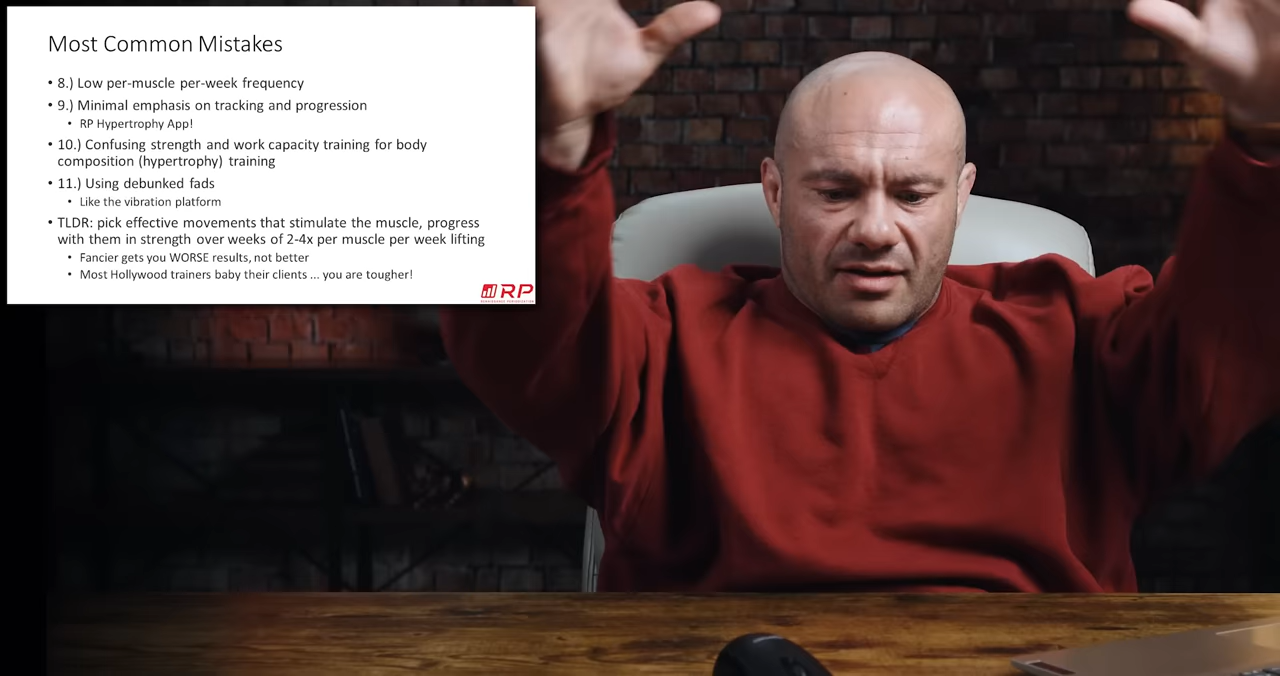 Most Common Mistakes
• 8.) Low per-muscle per-week frequency
• 9.) Minimal emphasis on tracking and progression
• RP Hypertrophy App!
• 10.) Confusing strength and work capacity training for body
composition (hypertrophy) training
• 11.) Using debunked fads
• Like the vibration platform
• TLDR: pick effective movements that stimulate the muscle, progress
with them in strength over weeks of 2-4x per muscle per week lifting
• Fancier gets you WORSE results, not better
• Most Hollywood trainers baby their clients ... you are tougher!
RP
RENAISSANCE PERIODIZATION